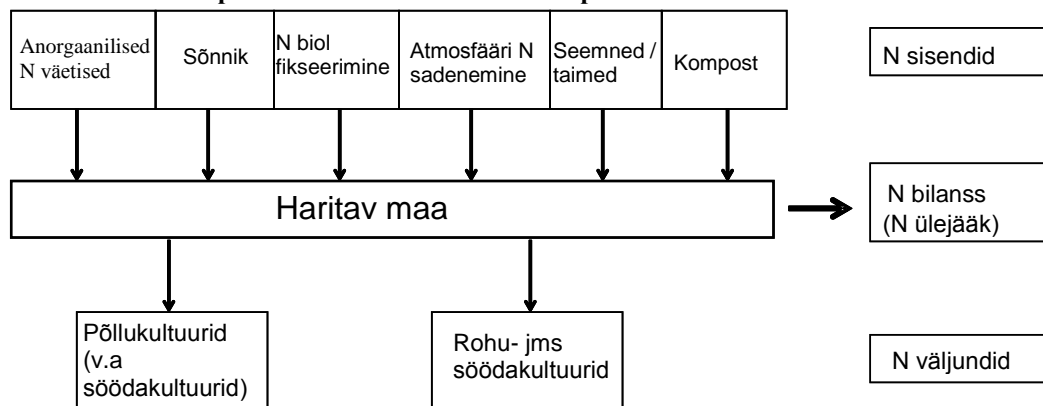 Anorgaanilised
N väetised
Sõnnik
N biol
fikseerimine
Atmosfääri N
sadenemine
Seemned /
taimed
Kompost
N sisendid
Haritav maa
N bilanss
(N ülejääk)
Põllukultuurid
(v.a
söödakultuurid)
Rohu- jms
söödakultuurid
N väljundid